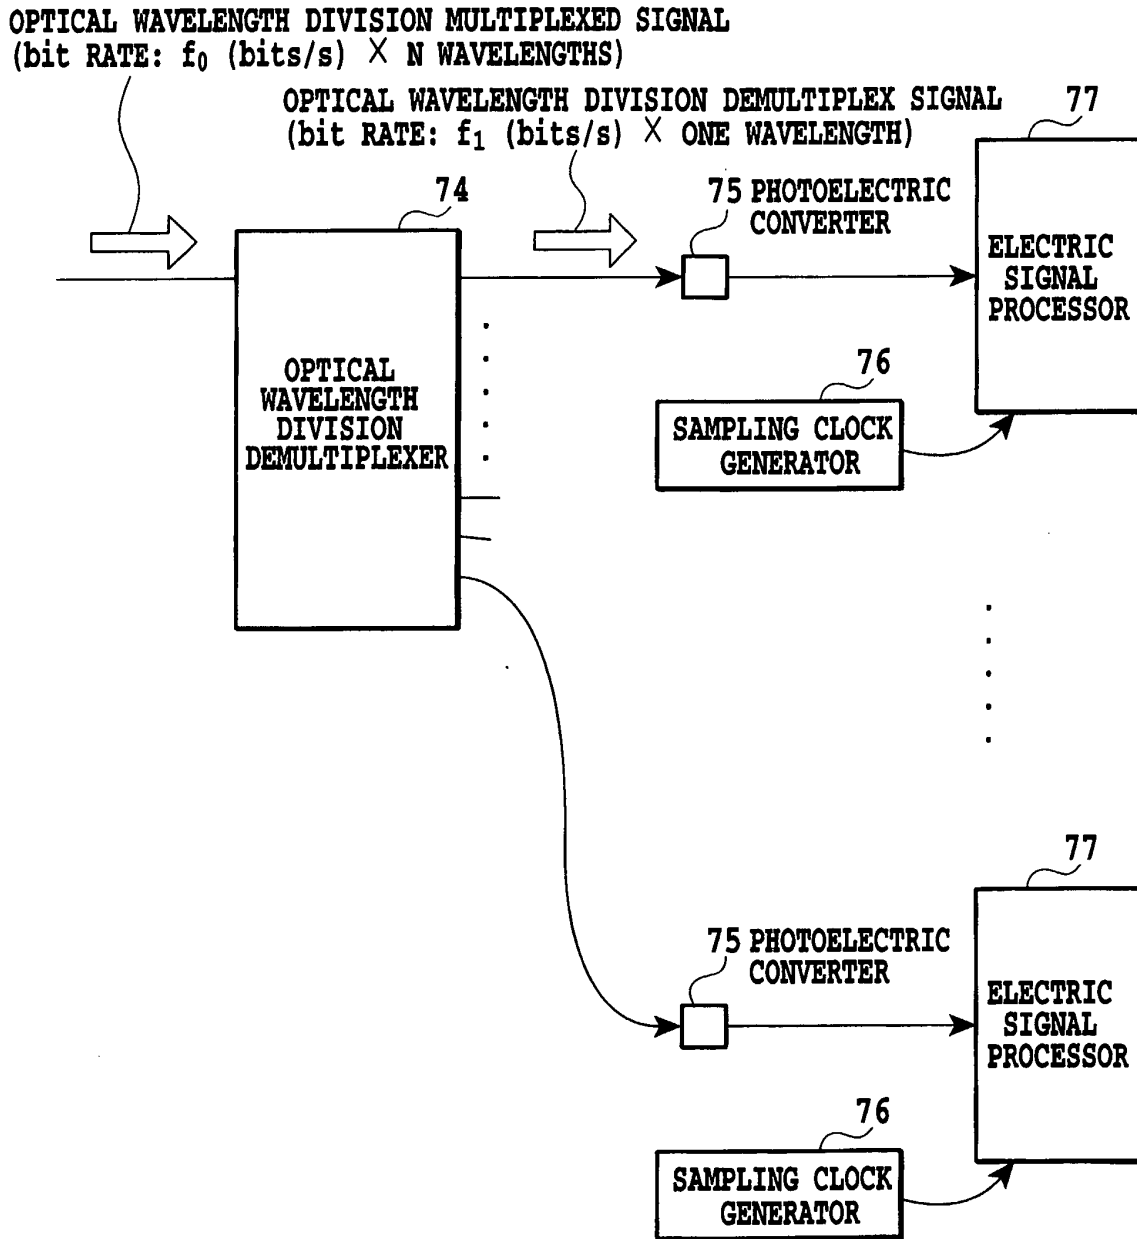 OPTICAL WAVELENGTH DIVISION MULTIPLEXED SIGNAL
(bit RATE: f₀ (bits/s) × N WAVELENGTHS)
OPTICAL WAVELENGTH DIVISION DEMULTIPLEX SIGNAL
(bit RATE: f₁ (bits/s) × ONE WAVELENGTH)
77
74
75 PHOTOELECTRIC
CONVERTER
ELECTRIC
SIGNAL
PROCESSOR
OPTICAL
WAVELENGTH
DIVISION
DEMULTIPLEXER
76
SAMPLING CLOCK
GENERATOR
77
75 PHOTOELECTRIC
CONVERTER
ELECTRIC
SIGNAL
PROCESSOR
76
SAMPLING CLOCK
GENERATOR